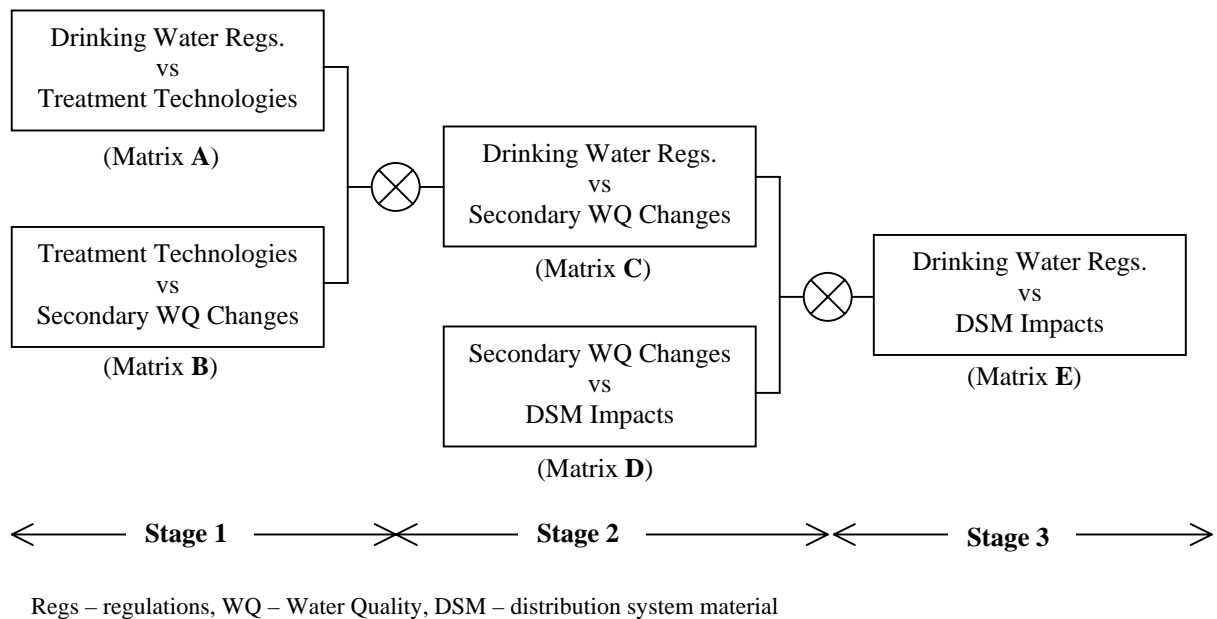 Drinking Water Regs.
vs
Treatment Technologies
(Matrix A)
Treatment Technologies
vs
Secondary WQ Changes
(Matrix B)
Drinking Water Regs.
vs
Secondary WQ Changes
(Matrix C)
Secondary WQ Changes
vs
DSM Impacts
(Matrix D)
Drinking Water Regs.
vs
DSM Impacts
(Matrix E)
Stage 1
Stage 2
Stage 3
Regs – regulations, WQ – Water Quality, DSM – distribution system material